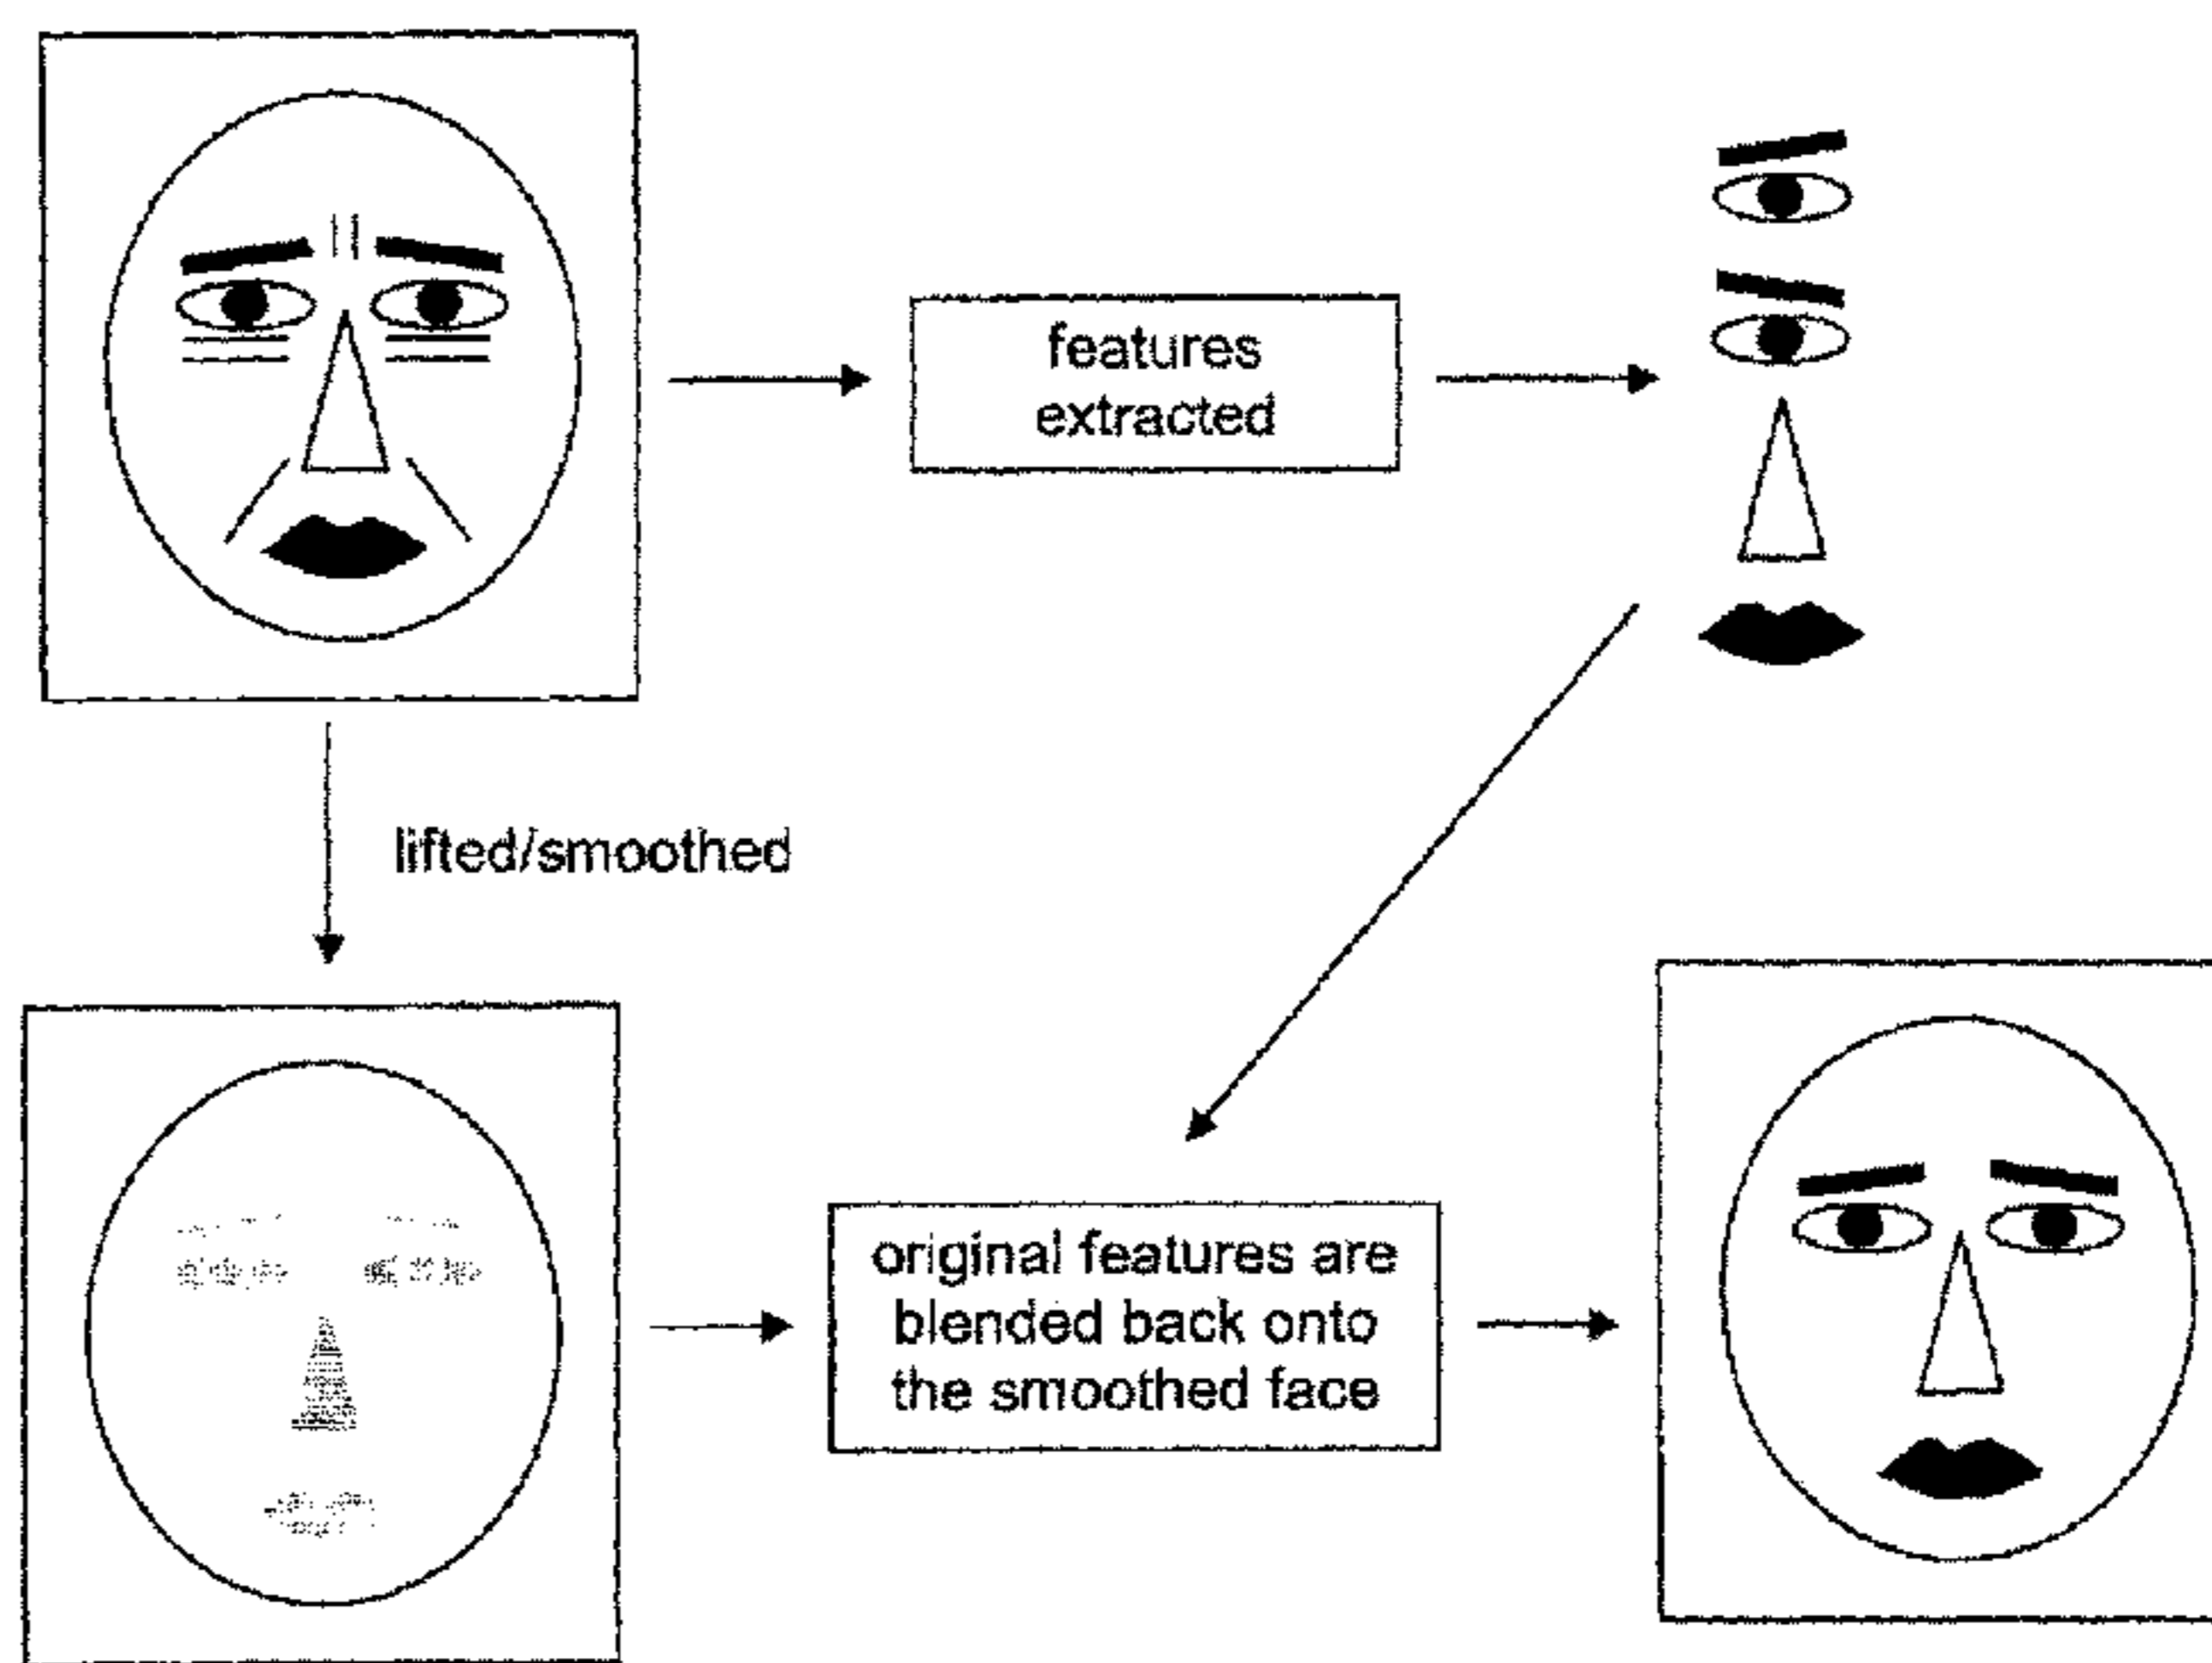 features
extracted
lifted/smoothed
original features are
blended back onto
the smoothed face